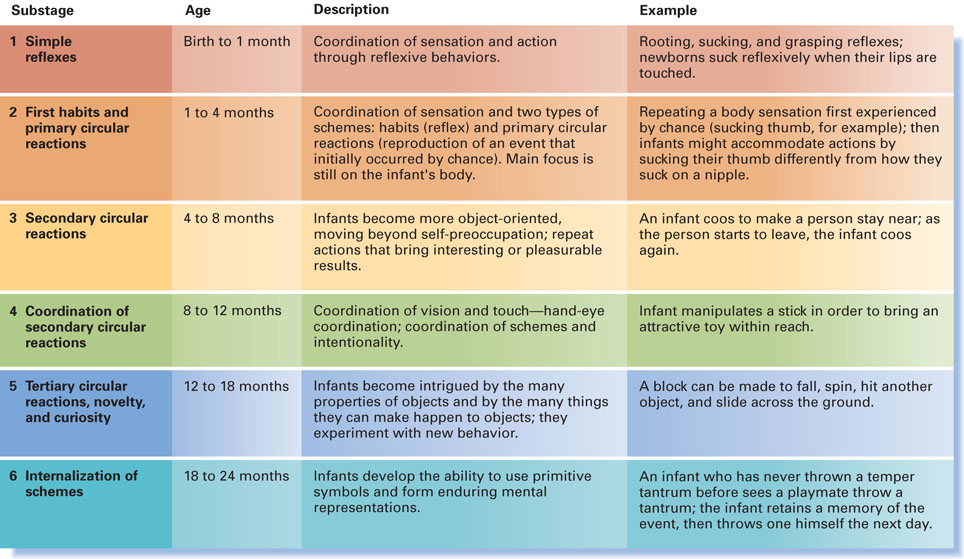 Substage Age Description Example
1 Simple reflexes
Birth to 1 month
Coordination of sensation and action
through reflexive behaviors.
Rooting, sucking, and grasping reflexes;
newborns suck reflexively when their lips are
touched.
2 First habits and
primary circular
reactions
1 to 4 months
Coordination of sensation and two types of
schemes: habits (reflex) and primary circular
reactions (reproduction of an event that
initially occurred by chance). Main focus is
still on the infant's body.
Repeating a body sensation first experienced
by chance (sucking thumb, for example); then
infants might accommodate actions by
sucking their thumb differently from how they
suck on a nipple.
3 Secondary circular
reactions
4 to 8 months
Infants become more object-oriented,
moving beyond self-preoccupation; repeat
actions that bring interesting or pleasurable
results.
An infant coos to make a person stay near; as
the person starts to leave, the infant coos
again.
4 Coordination of
secondary circular
reactions
8 to 12 months
Coordination of vision and touch—hand-eye
coordination; coordination of schemes and
intentionality.
Infant manipulates a stick in order to bring an
attractive toy within reach.
5 Tertiary circular
reactions, novelty,
and curiosity
12 to 18 months
Infants become intrigued by the many
properties of objects and by the many things
they can make happen to objects; they
experiment with new behavior.
A block can be made to fall, spin, hit another
object, and slide across the ground.
6 Internalization of
schemes
18 to 24 months
Infants develop the ability to use primitive
symbols and form enduring mental
representations.
An infant who has never thrown a temper
tantrum before sees a playmate throw a
tantrum; the infant retains a memory of the
event, then throws one himself the next day.